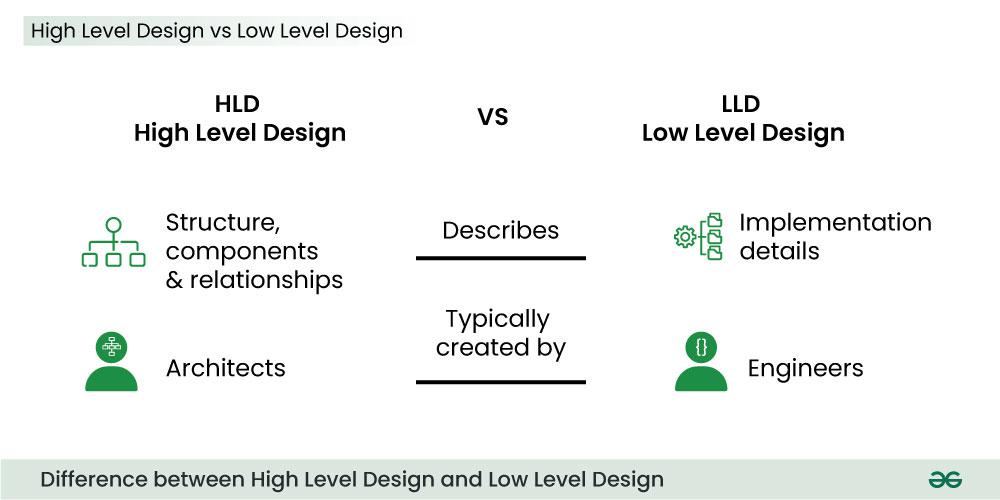 High Level Design vs Low Level Design
HLD
High Level Design
VS
LLD
Low Level Design
Structure,
components
& relationships
Describes
Implementation
details
Architects
Typically
created by
{}
Engineers
Difference between High Level Design and Low Level Design